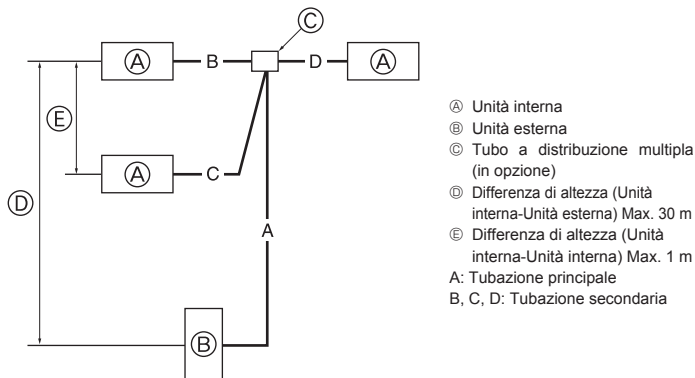 Ⓒ
Ⓐ B D Ⓐ
Ⓔ
Ⓐ C
Ⓓ
A
Ⓑ
Ⓐ Unità interna
Ⓑ Unità esterna
Ⓒ Tubo a distribuzione multipla
(in opzione)
Ⓓ Differenza di altezza (Unità
interna-Unità esterna) Max. 30 m
Ⓔ Differenza di altezza (Unità
interna-Unità interna) Max. 1 m
A: Tubazione principale
B, C, D: Tubazione secondaria